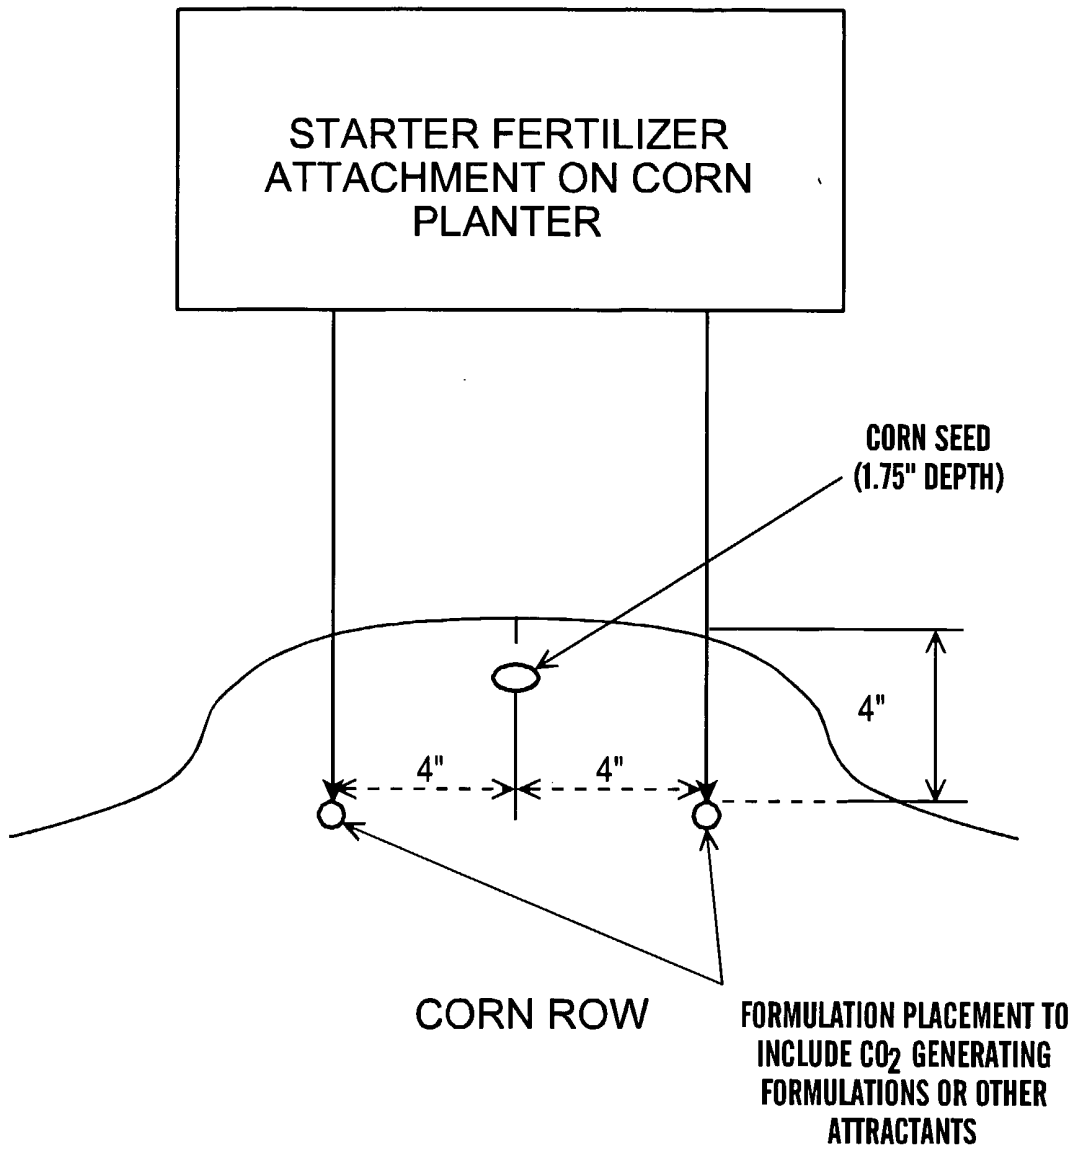 STARTER FERTILIZER
ATTACHMENT ON CORN
PLANTER
CORN SEED
(1.75" DEPTH)
4"
4"
4"
CORN ROW
FORMULATION PLACEMENT TO
INCLUDE CO2 GENERATING
FORMULATIONS OR OTHER
ATTRACTANTS